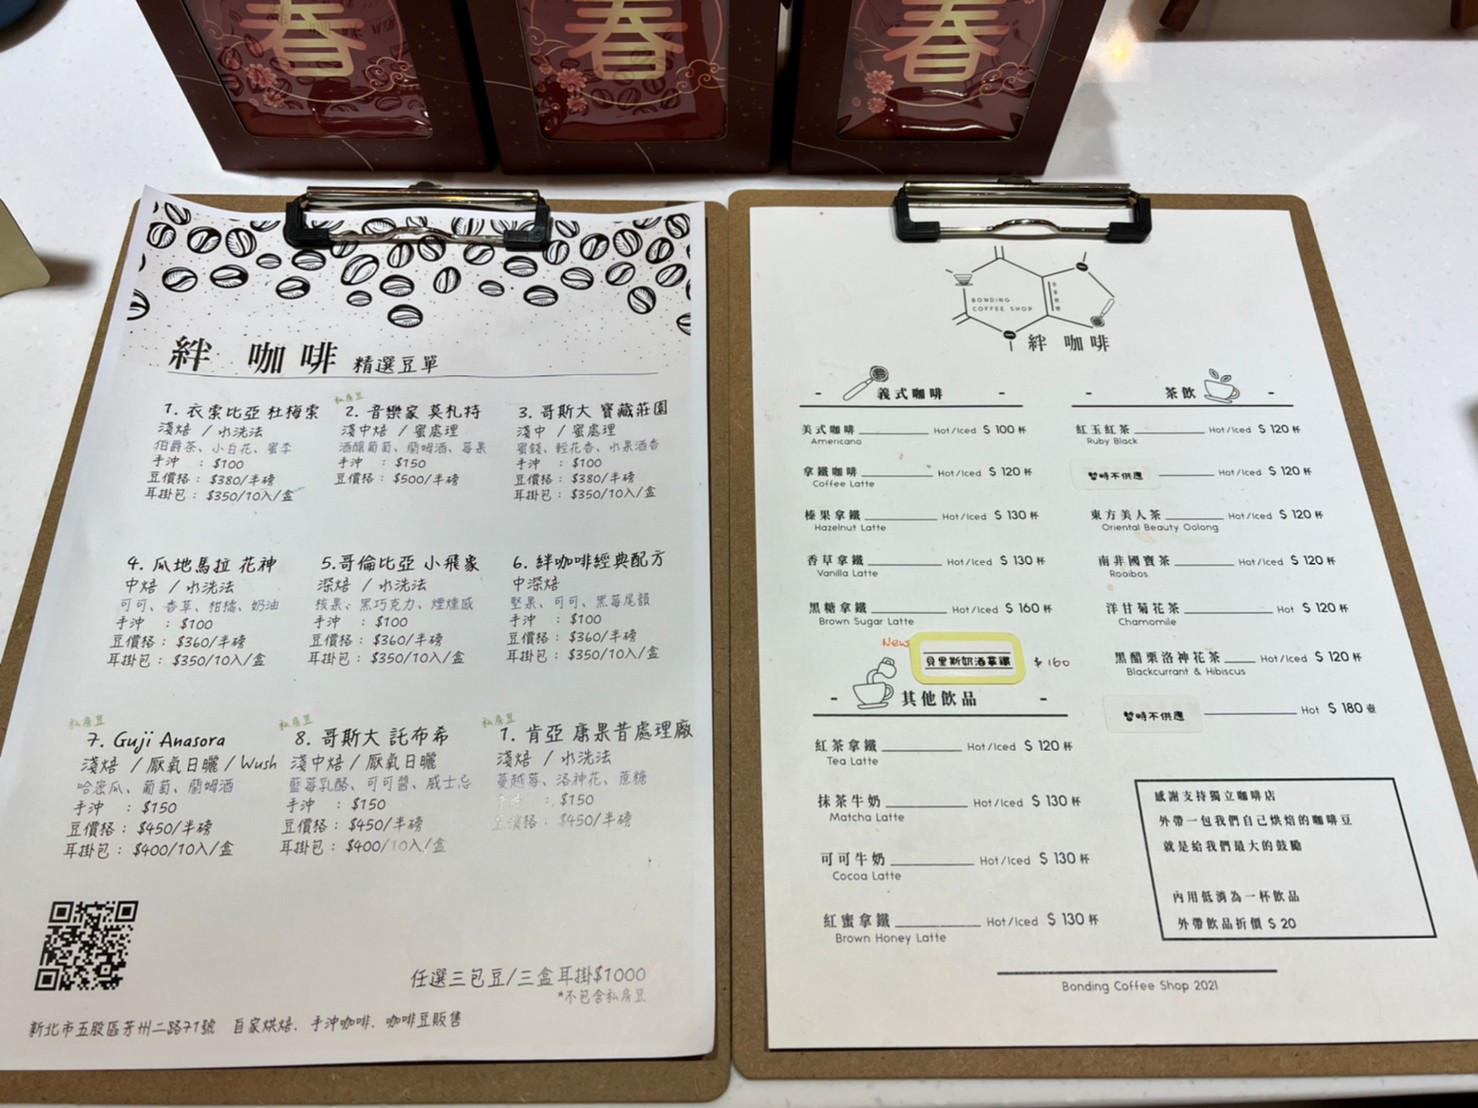 春
春
春
絆 咖啡 精選豆單
1. 衣索比亞 杜梅索
淺焙 / 水洗法
伯爵茶、小白花、蜜李
手沖 : $100
豆價格 : $380/半磅
耳掛包 : $350/10入/盒
私房豆
2. 音樂家 莫札特
淺中焙 / 蜜處理
酒釀葡萄、蘭姆酒、莓果
手沖 : $150
豆價格 : $500/半磅
3. 哥斯大 寶藏莊園
淺中 / 蜜處理
蜜餞、輕花香、水果酒香
手沖 : $100
豆價格 : $380/半磅
耳掛包 : $350/10入/盒
4. 瓜地馬拉 花神
中焙 / 水洗法
可可、香草、柑橘、奶油
手沖 : $100
豆價格 : $360/半磅
耳掛包 : $350/10入/盒
5.哥倫比亞 小飛象
深焙 / 水洗法
核果、黑巧克力、煙燻感
手沖 : $100
豆價格 : $360/半磅
耳掛包 : $350/10入/盒
6. 絆咖啡經典配方
中深焙
堅果、可可、黑莓尾韻
手沖 : $100
豆價格 : $360/半磅
耳掛包 : $350/10入/盒
私房豆
7. Guji Anasora
淺焙 / 厭氧日曬 / Wush
哈密瓜、葡萄、蘭姆酒
手沖 : $150
豆價格 : $450/半磅
耳掛包 : $400/10入/盒
私房豆
8. 哥斯大 託布希
淺中焙 / 厭氧日曬
藍莓乳酪、可可醬、威士忌
手沖 : $150
豆價格 : $450/半磅
耳掛包 : $400/10入/盒
私房豆
1. 肯亞 康果昔處理廠
淺焙 / 水洗法
蔓越莓、洛神花、蔗糖
手沖 : $150
豆價格 : $450/半磅
任選三包豆/三盒耳掛$1000
*不包含私房豆
新北市五股區芳州二路71號 自家烘焙. 手沖咖啡. 咖啡豆販售
BONDING
COFFEE SHOP
絆 咖啡
- 義式咖啡 -
美式咖啡 Hot/Iced $ 100 杯
Americano
拿鐵咖啡 Hot/Iced $ 120 杯
Coffee Latte
榛果拿鐵 Hot/Iced $ 130 杯
Hazelnut Latte
香草拿鐵 Hot/Iced $ 130 杯
Vanilla Latte
黑糖拿鐵 Hot/Iced $ 160 杯
Brown Sugar Latte
New
貝里斯奶酒拿鐵 $160
- 其他飲品 -
紅茶拿鐵 Hot/Iced $ 120 杯
Tea Latte
抹茶牛奶 Hot/Iced $ 130 杯
Matcha Latte
可可牛奶 Hot/Iced $ 130 杯
Cocoa Latte
紅蜜拿鐵 Hot/Iced $ 130 杯
Brown Honey Latte
- 茶飲 -
紅玉紅茶 Hot/Iced $ 120 杯
Ruby Black
暫時不供應 Hot/Iced $ 120 杯
東方美人茶 Hot/Iced $ 120 杯
Oriental Beauty Oolong
南非國寶茶 Hot/Iced $ 120 杯
Rooibos
洋甘菊花茶 Hot $ 120 杯
Chamomile
黑醋栗洛神花茶 Hot/Iced $ 120 杯
Blackcurrant & Hibiscus
暫時不供應 Hot $ 180 壺
感謝支持獨立咖啡店
外帶一包我們自己烘焙的咖啡豆
就是給我們最大的鼓勵
內用低消為一杯飲品
外帶飲品折價 $ 20
Bonding Coffee Shop 2021